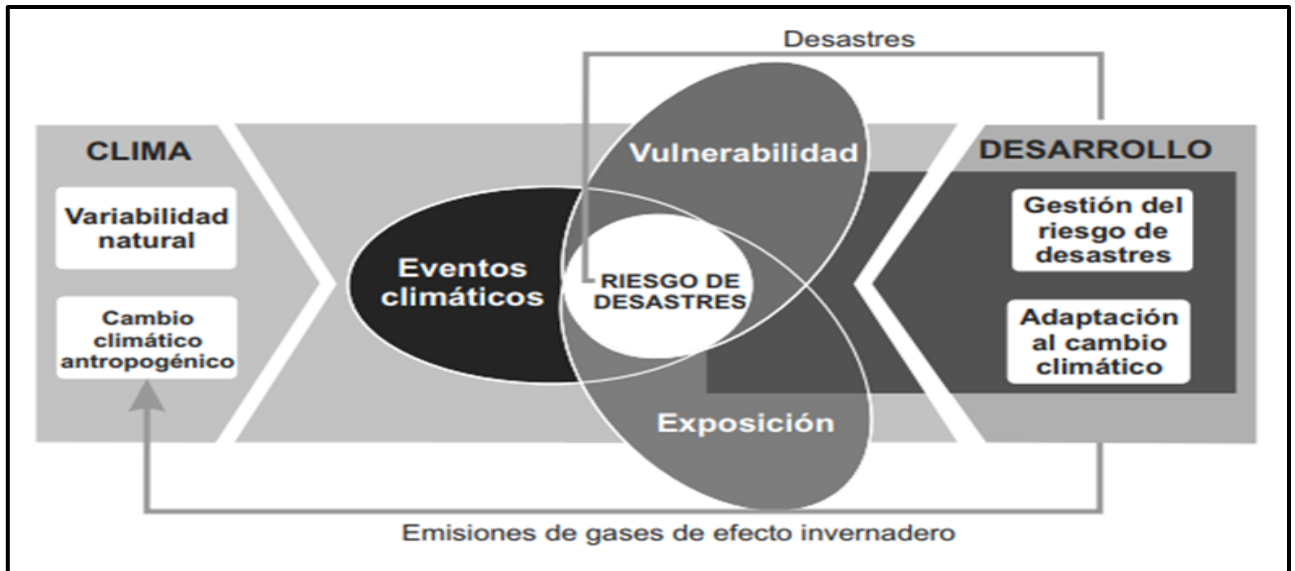 Desastres
CLIMA
Variabilidad
natural
Cambio
climático
antropogénico
Eventos
climáticos
Vulnerabilidad
RIESGO DE
DESASTRES
Exposición
DESARROLLO
Gestión del
riesgo de
desastres
Adaptación
al cambio
climático
Emisiones de gases de efecto invernadero